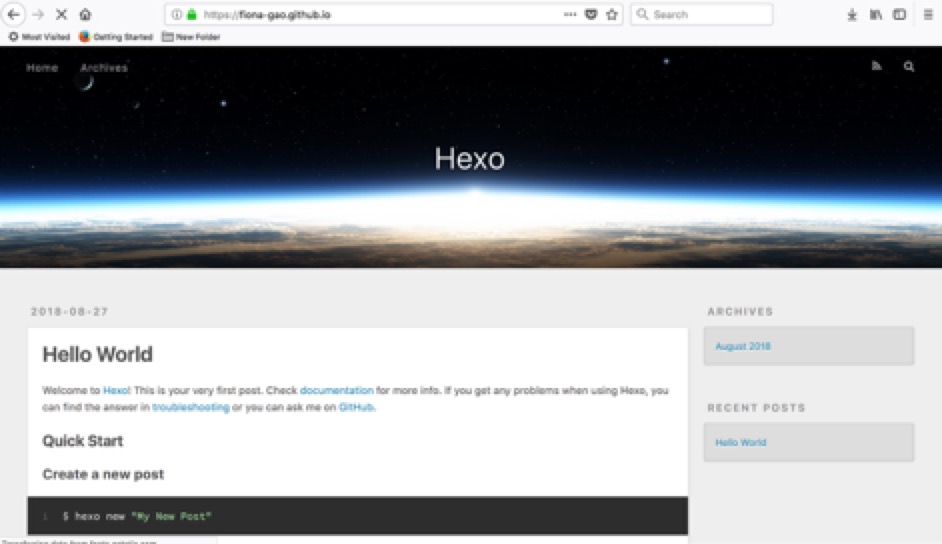 https://fiona-gao.github.io
Search
Most Visited
Getting Started
New Folder
Home
Archives
Hexo
2018-08-27
Hello World
Welcome to Hexo! This is your very first post. Check documentation for more info. If you get any problems when using Hexo, you
can find the answer in troubleshooting or you can ask me on GitHub.
Quick Start
Create a new post
1 $ hexo new "My New Post"
ARCHIVES
August 2018
RECENT POSTS
Hello World